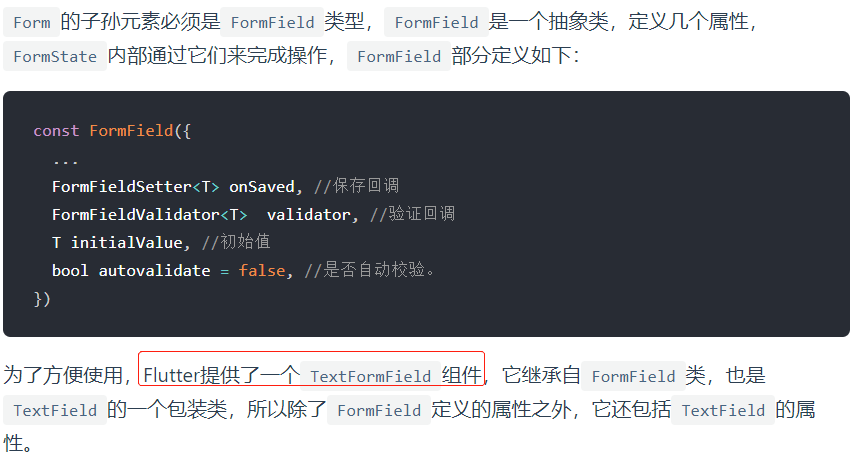 Form 的子孙元素必须是 FormField 类型， FormField 是一个抽象类，定义几个属性，
FormState 内部通过它们来完成操作， FormField 部分定义如下：
const FormField({
...
FormFieldSetter<T> onSaved, //保存回调
FormFieldValidator<T>  validator, //验证回调
T initialValue, //初始值
bool autovalidate = false, //是否自动校验。
})
为了方便使用，Flutter提供了一个 TextFormField 组件，它继承自 FormField 类，也是
TextField 的一个包装类，所以除了 FormField 定义的属性之外，它还包括 TextField 的属
性。